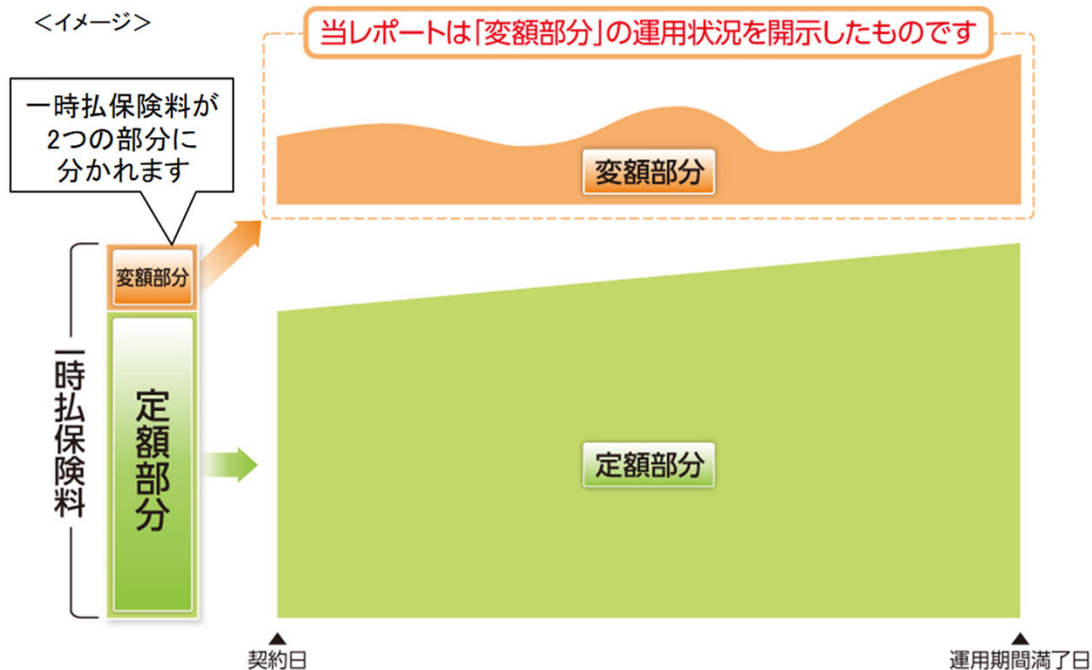 <イメージ>
当レポートは「変額部分」の運用状況を開示したものです
一時払保険料が
2つの部分に
分かれます
変額部分
変額部分
一時払保険料
定額部分
定額部分
▲
契約日
▲
運用期間満了日